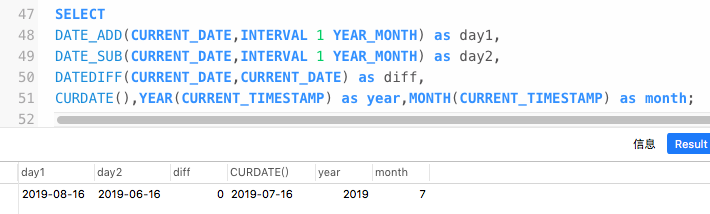 47 SELECT
48 DATE_ADD(CURRENT_DATE,INTERVAL 1 YEAR_MONTH) as day1,
49 DATE_SUB(CURRENT_DATE,INTERVAL 1 YEAR_MONTH) as day2,
50 DATEDIFF(CURRENT_DATE,CURRENT_DATE) as diff,
51 CURDATE(),YEAR(CURRENT_TIMESTAMP) as year,MONTH(CURRENT_TIMESTAMP) as month;
52
信息 Result
day1 day2 diff CURDATE() year month
2019-08-16 2019-06-16 0 2019-07-16 2019 7